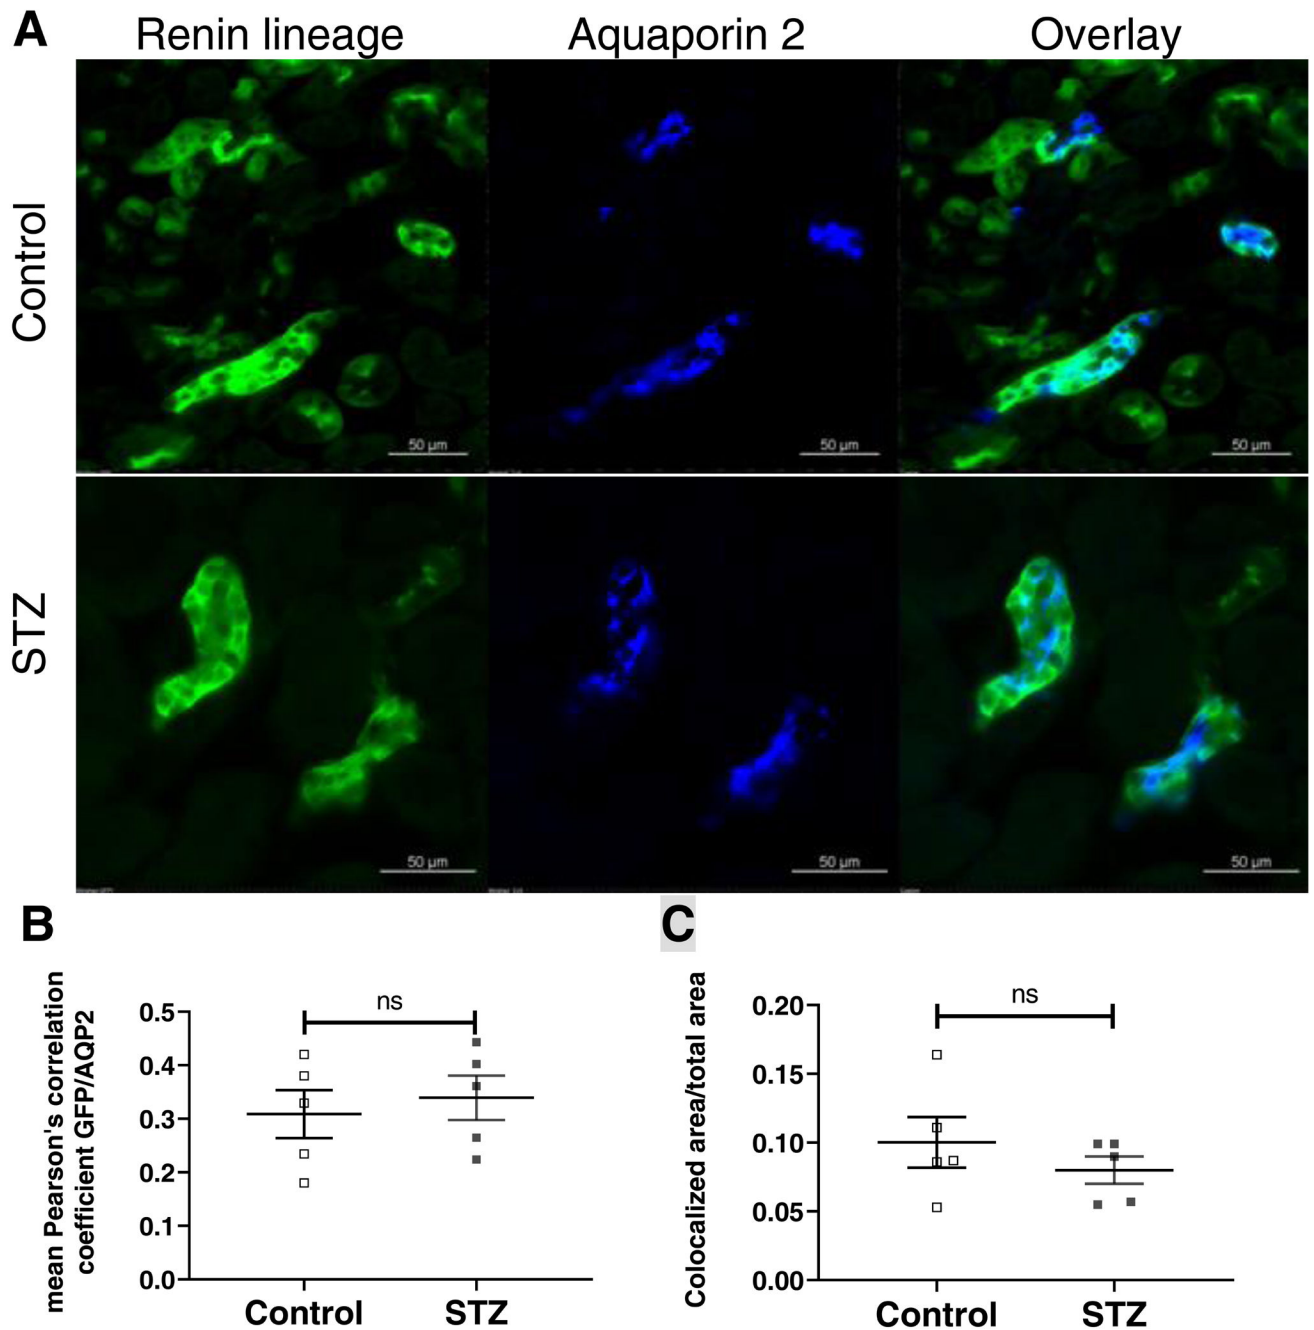 A
Renin lineage
Aquaporin 2
Overlay
Control
50 µm
50 µm
50 µm
STZ
50 µm
50 µm
50 µm
B
mean Pearson's correlation
coefficient GFP/AQP2
ns
0.5
0.4
0.3
0.2
0.1
0.0
Control
STZ
C
Colocalized area/total area
ns
0.20
0.15
0.10
0.05
0.00
Control
STZ